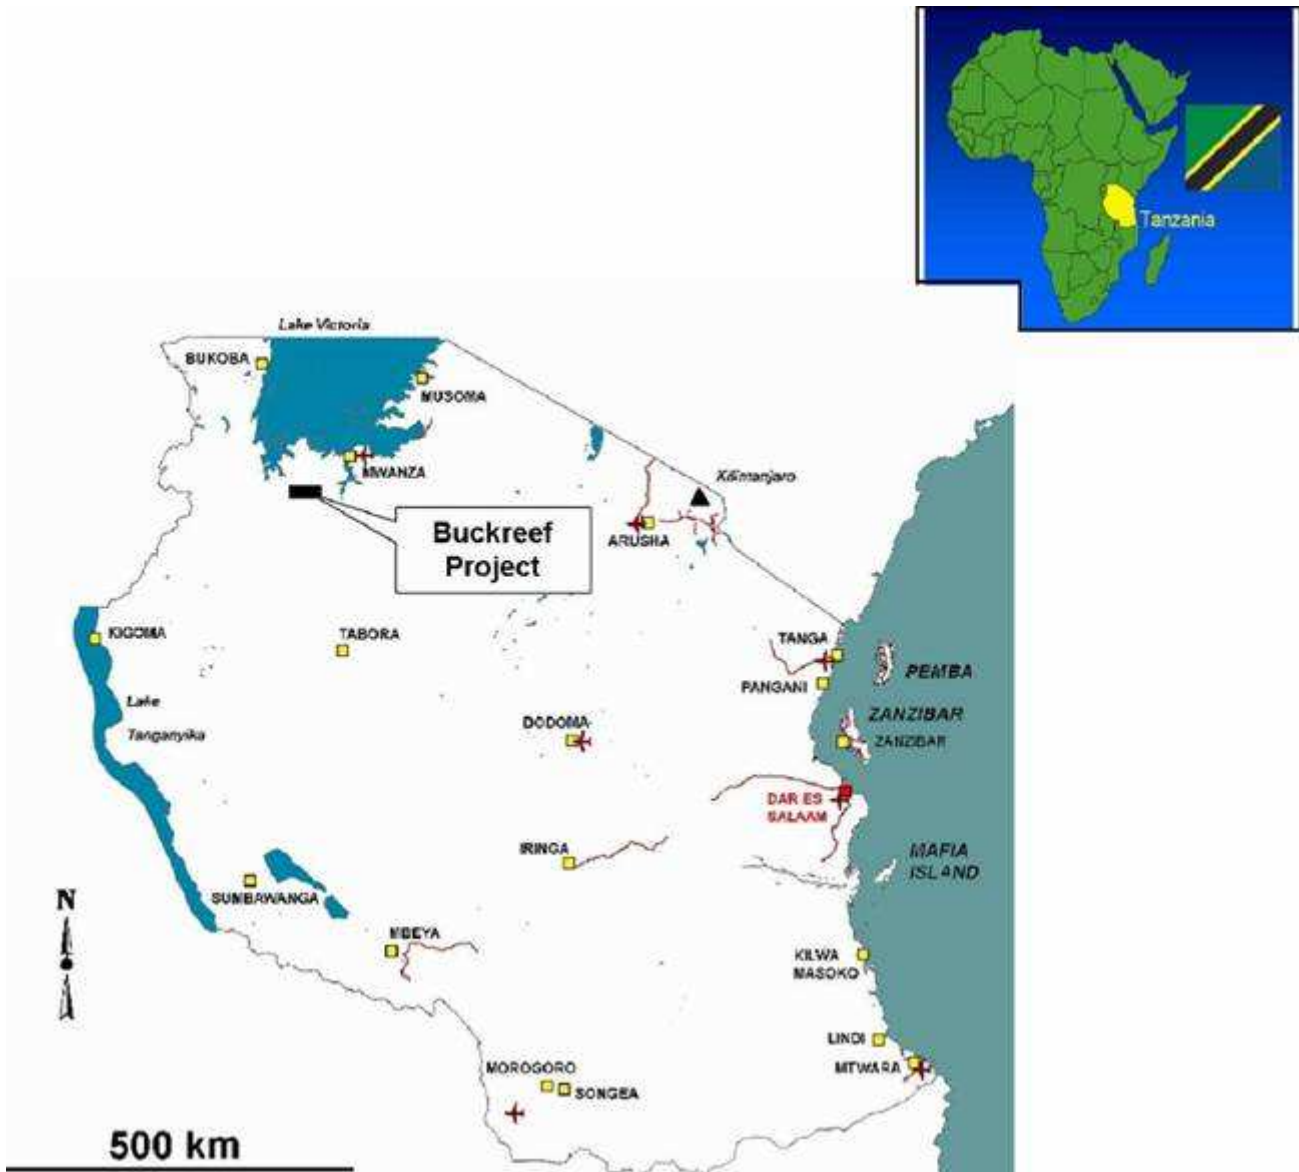 Tanzania
Lake Victoria
BUKOBA
MUSOMA
MWANZA
Kilimanjaro
Buckreef
Project
ARUSHA
KIGOMA
TABORA
TANGA
PEMBA
PANGANI
Lake
Tanganyika
ZANZIBAR
DODOMA
ZANZIBAR
DAR ES
SALAAM
IRINGA
MAFIA
ISLAND
SUMBAWANGA
N
MBEYA
KILWA
MASOKO
LINDI
MTWARA
MOROGORO
SONGEA
500 km